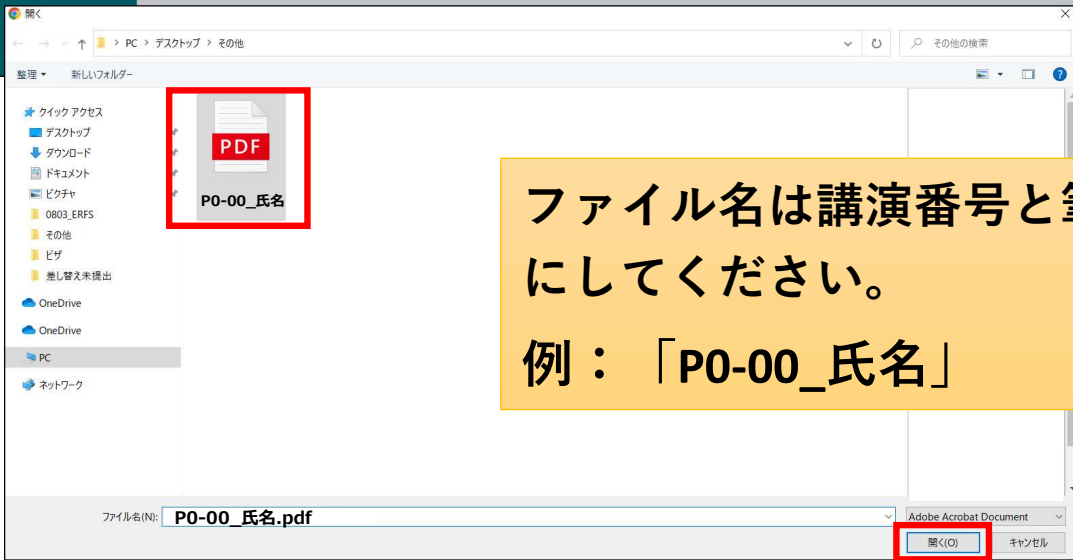 開く
PC > デスクトップ > その他
その他の検索
整理
新しいフォルダー
クイック アクセス
デスクトップ
ダウンロード
ドキュメント
ピクチャ
0803_ERFS
その他
ビザ
差し替え未提出
OneDrive
OneDrive
PC
ネットワーク
PDF
P0-00_氏名
ファイル名は講演番号と筆
にしてください。
例：「P0-00_氏名」
ファイル名(N):
P0-00_氏名.pdf
Adobe Acrobat Document
開く(O)
キャンセル